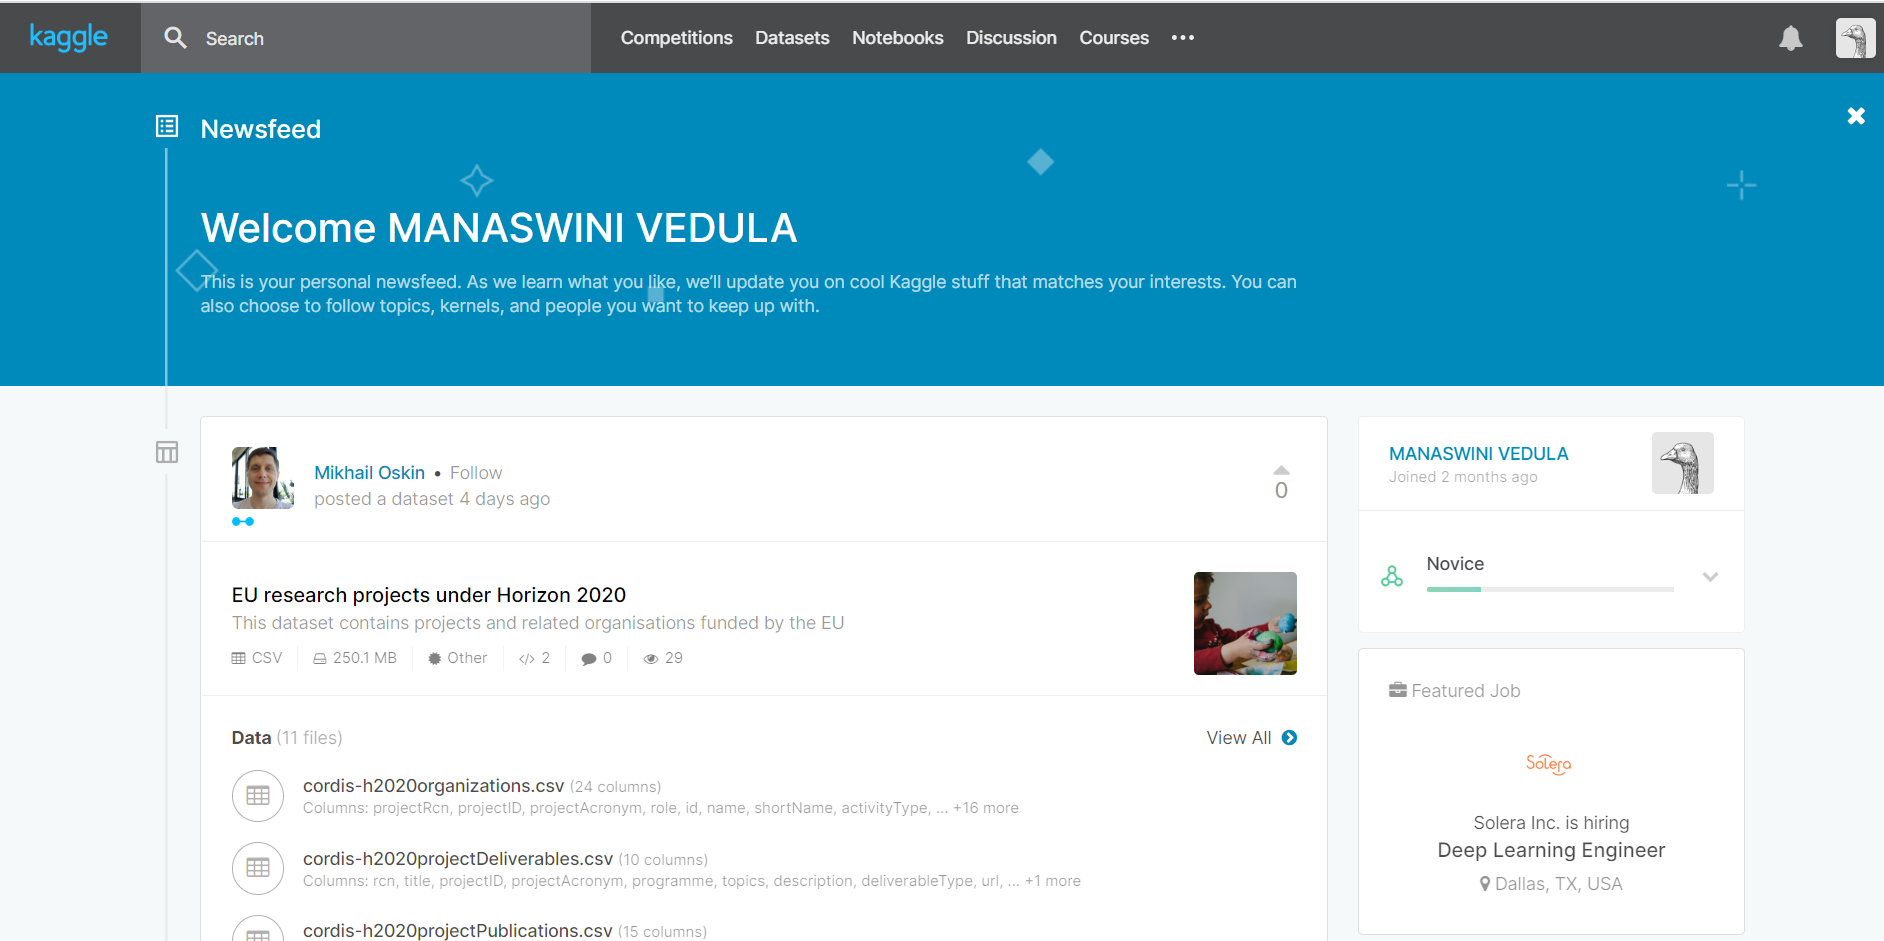 kaggle
Search
Competitions Datasets Notebooks Discussion Courses •••
Newsfeed
Welcome MANASWINI VEDULA
This is your personal newsfeed. As we learn what you like, we'll update you on cool Kaggle stuff that matches your interests. You can
also choose to follow topics, kernels, and people you want to keep up with.
Mikhail Oskin • Follow
posted a dataset 4 days ago
0
EU research projects under Horizon 2020
This dataset contains projects and related organisations funded by the EU
CSV 250.1 MB Other 2 0 29
Data (11 files)
View All
cordis-h2020organizations.csv (24 columns)
Columns: projectRcn, projectID, projectAcronym, role, id, name, shortName, activityType, ... +16 more
cordis-h2020projectDeliverables.csv (10 columns)
Columns: rcn, title, projectID, projectAcronym, programme, topics, description, deliverableType, url, ... +1 more
cordis-h2020projectPublications.csv (15 columns)
MANASWINI VEDULA
Joined 2 months ago
Novice
Featured Job
Solera
Solera Inc. is hiring
Deep Learning Engineer
Dallas, TX, USA